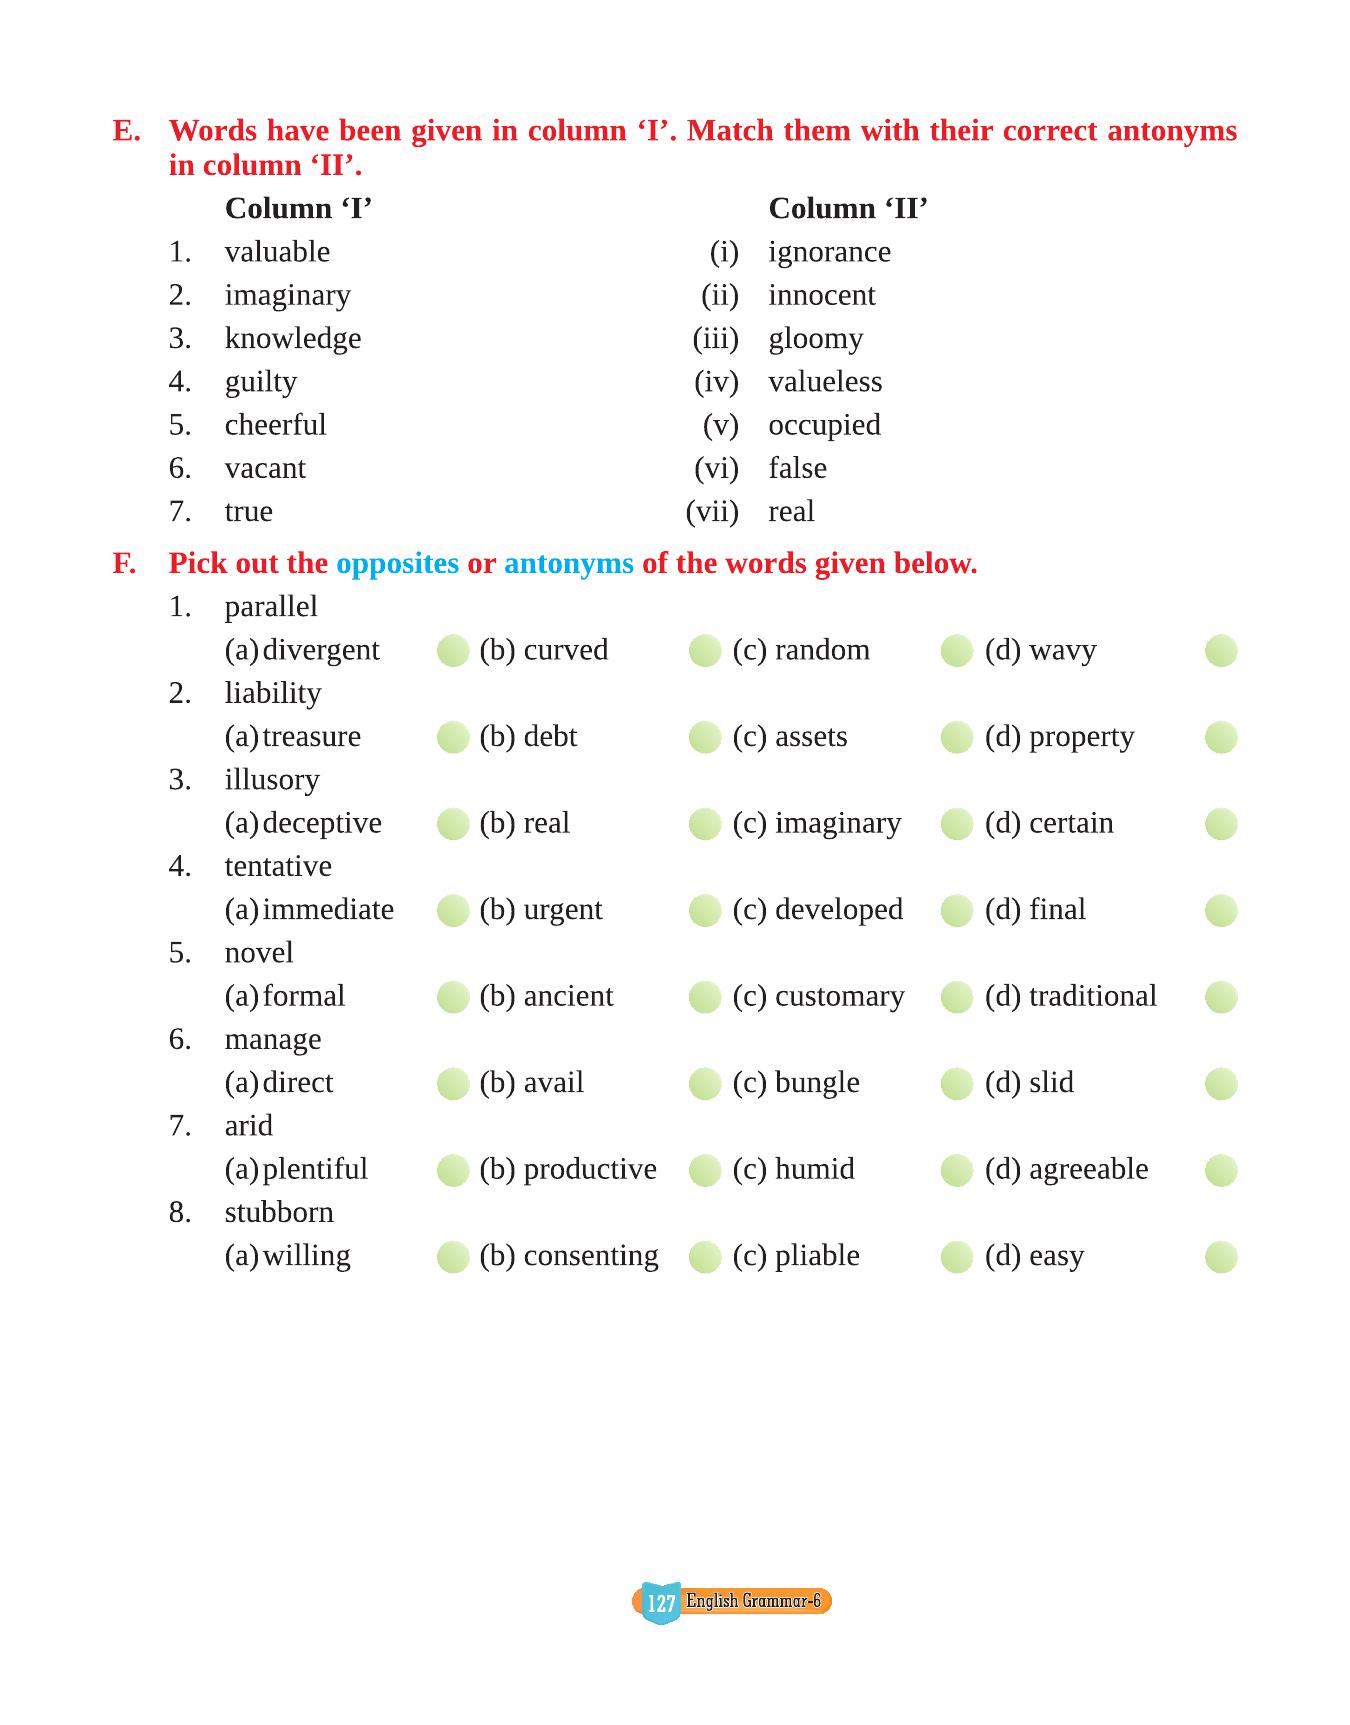 E. Words have been given in column ‘I’. Match them with their correct antonyms
in column ‘II’.
Column ‘I’ Column ‘II’
1. valuable (i) ignorance
2. imaginary (ii) innocent
3. knowledge (iii) gloomy
4. guilty (iv) valueless
5. cheerful (v) occupied
6. vacant (vi) false
7. true (vii) real
F. Pick out the opposites or antonyms of the words given below.
1. parallel
(a) divergent (b) curved (c) random (d) wavy
2. liability
(a) treasure (b) debt (c) assets (d) property
3. illusory
(a) deceptive (b) real (c) imaginary (d) certain
4. tentative
(a) immediate (b) urgent (c) developed (d) final
5. novel
(a) formal (b) ancient (c) customary (d) traditional
6. manage
(a) direct (b) avail (c) bungle (d) slid
7. arid
(a) plentiful (b) productive (c) humid (d) agreeable
8. stubborn
(a) willing (b) consenting (c) pliable (d) easy
127 English Grammar-6